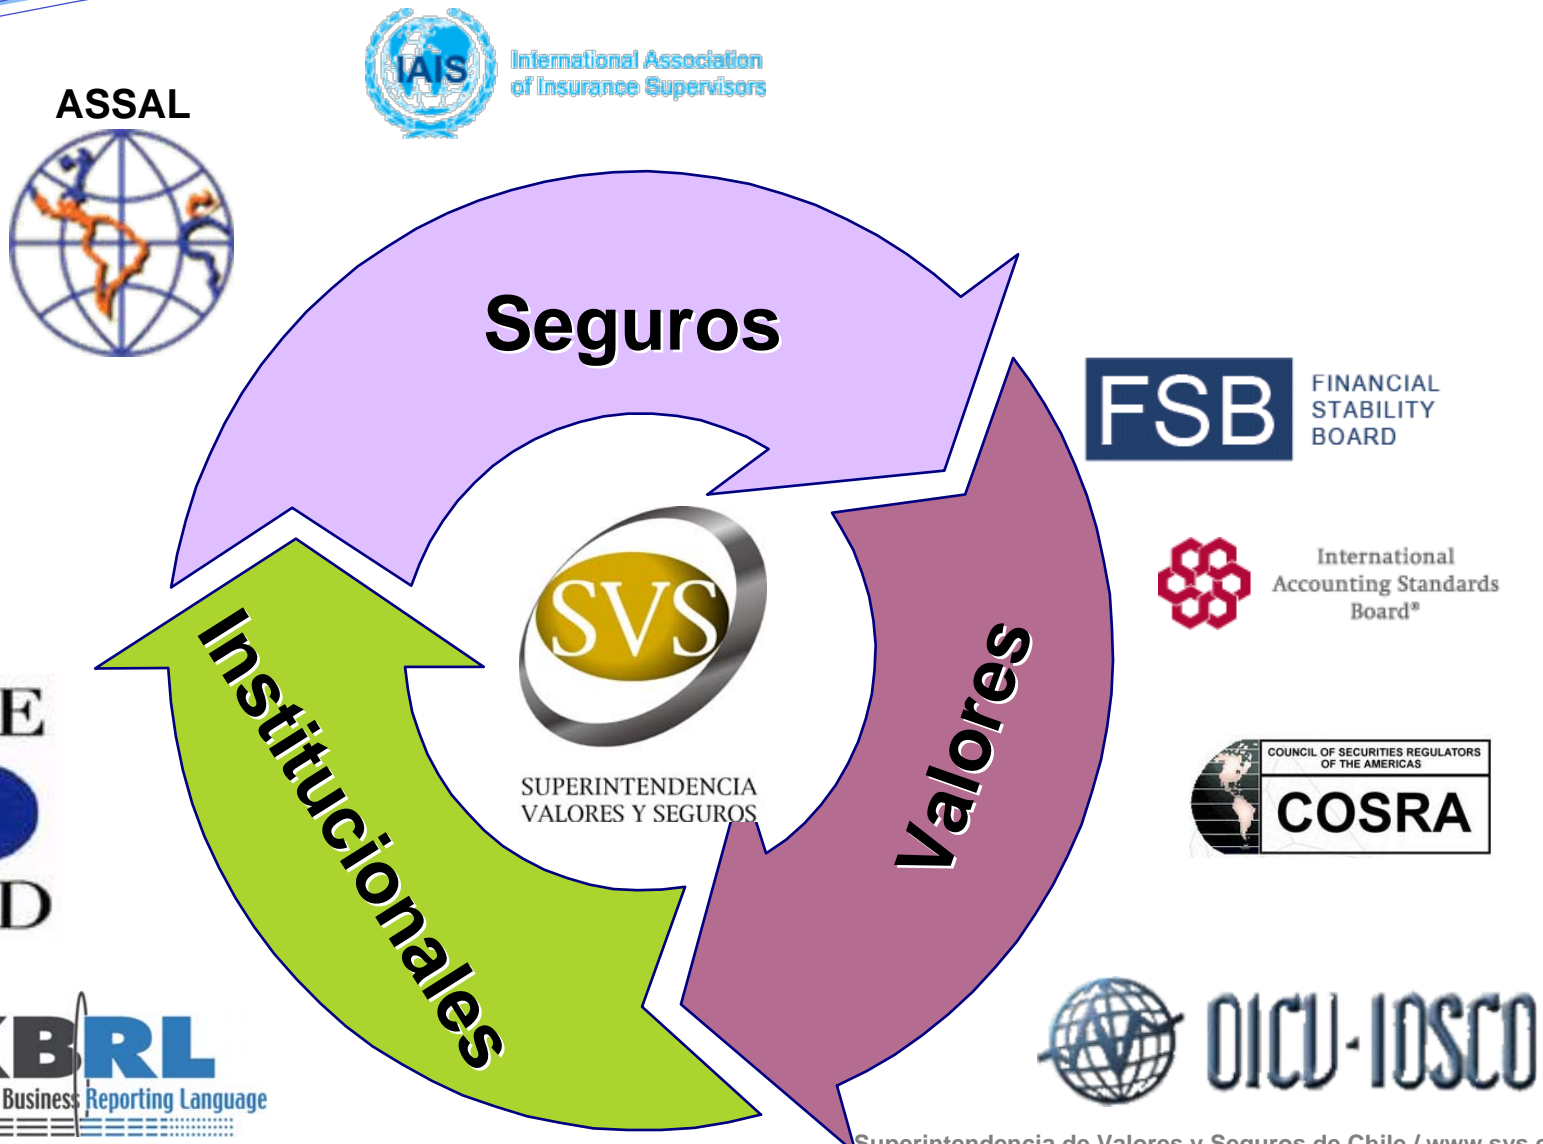 IAIS
International Association
of Insurance Supervisors
ASSAL
Seguros
FSB
FINANCIAL
STABILITY
BOARD
SVS
SUPERINTENDENCIA
VALORES Y SEGUROS
International
Accounting Standards
Board®
Institucionales
Valores
E
D
COUNCIL OF SECURITIES REGULATORS
OF THE AMERICAS
COSRA
OICU-IOSCO
XBRL
Business Reporting Language
Superintendencia de Valores y Seguros de Chile / www.svs.c